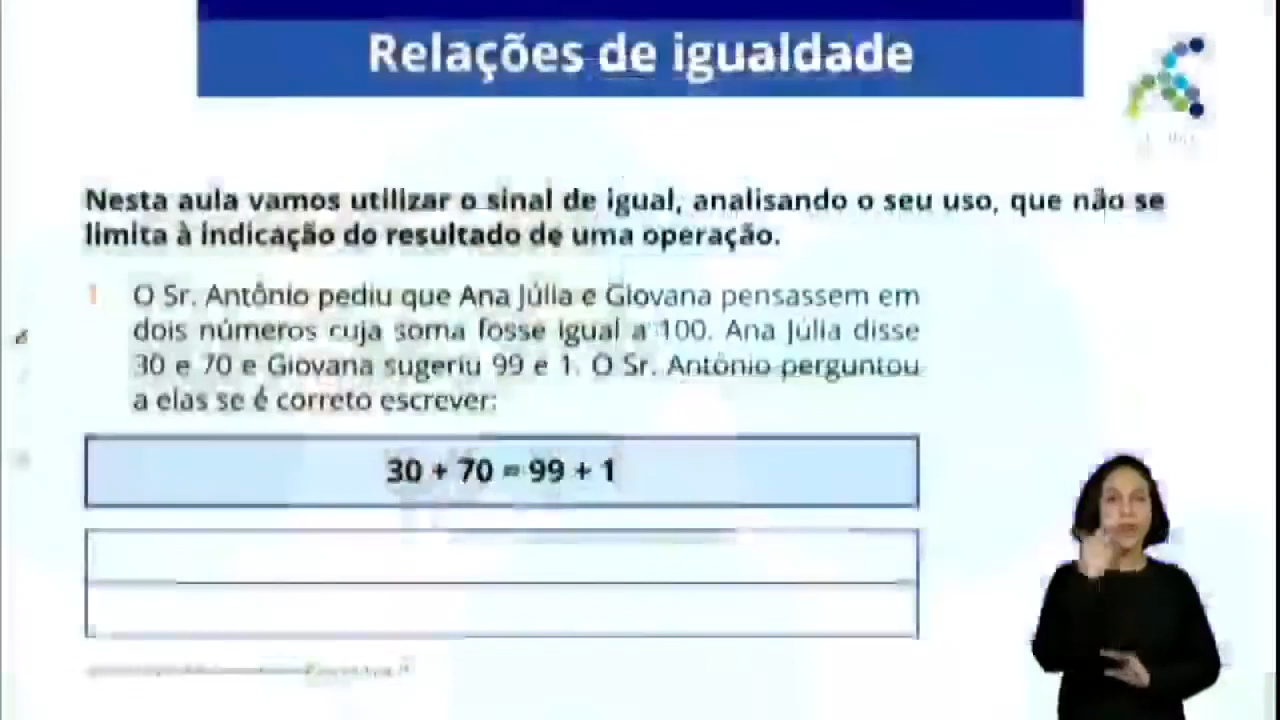 Relações de igualdade
Nesta aula vamos utilizar o sinal de igual, analisando o seu uso, que não se
limita à indicação do resultado de uma operação.
1 O Sr. Antônio pediu que Ana Júlia e Giovana pensassem em
dois números cuja soma fosse igual a 100. Ana Júlia disse
30 e 70 e Giovana sugeriu 99 e 1. O Sr. Antônio perguntou
a elas se é correto escrever:
30 + 70 = 99 + 1